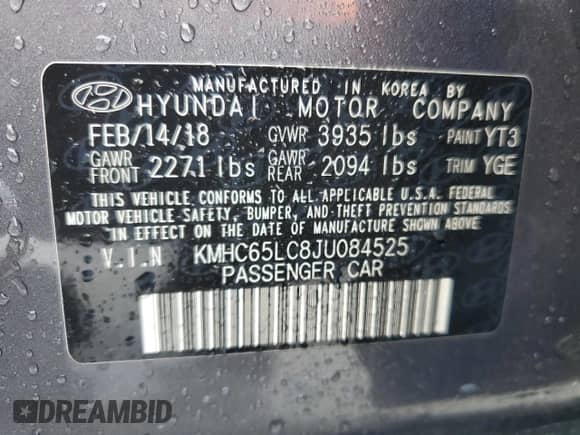 MANUFACTURED IN KOREA BY
HYUNDAI MOTOR COMPANY
FEB/14/18 GVWR 3935 lbs PAINT YT3
GAWR FRONT 2271 lbs GAWR REAR 2094 lbs TRIM YGE
THIS VEHICLE CONFORMS TO ALL APPLICABLE U.S.A. FEDERAL
MOTOR VEHICLE-SAFETY, BUMPER, AND-THEFT PREVENTION STANDARDS
IN EFFECT ON THE DATE OF MANUFACTURE SHOWN ABOVE.
V.I.N KMHC65LC8JU084525
PASSENGER CAR
DREAMBID